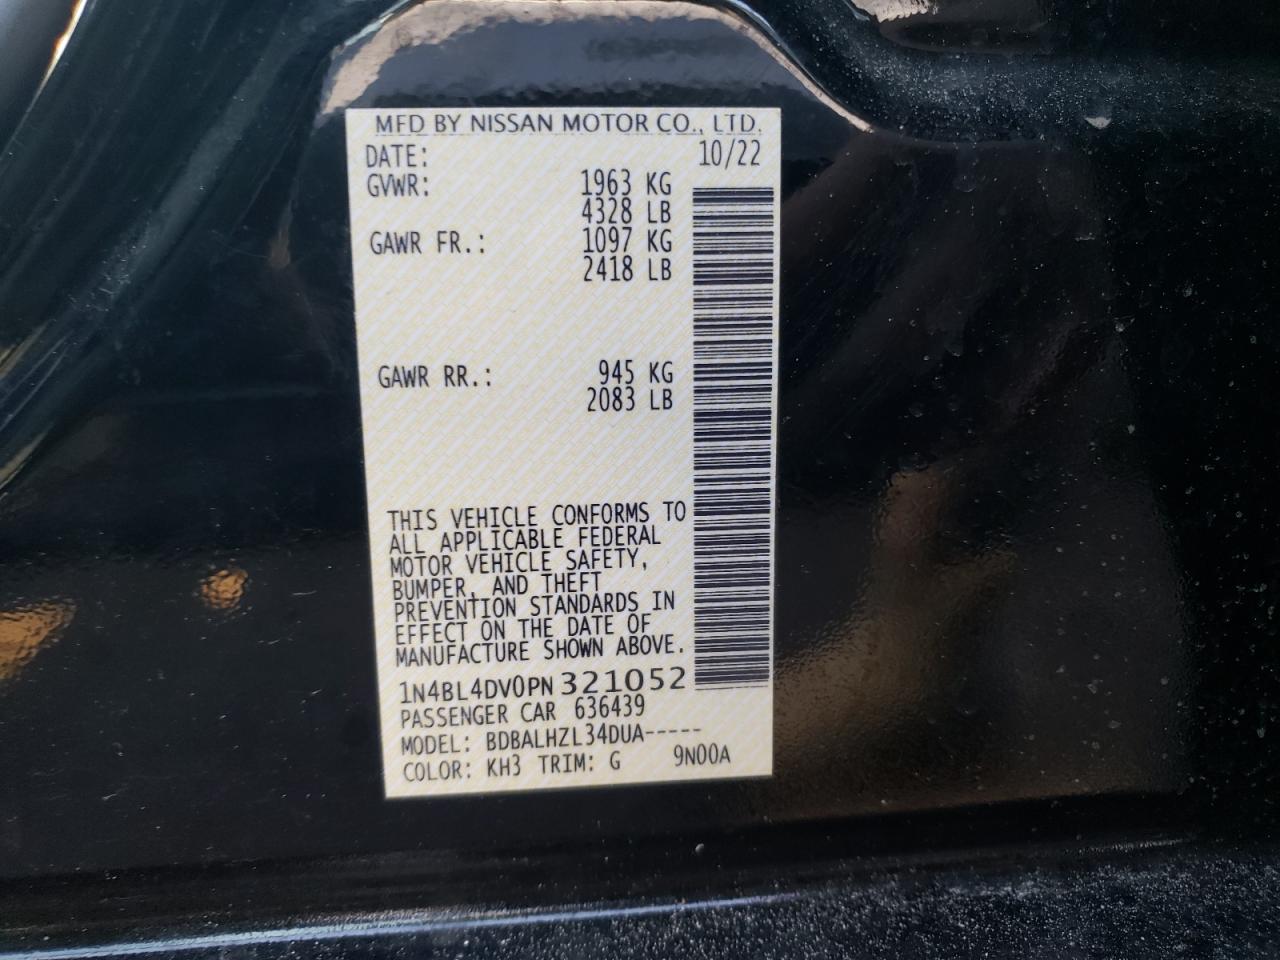 MFD BY NISSAN MOTOR CO., LTD.
DATE: 10/22
GVWR: 1963 KG
4328 LB
GAWR FR.: 1097 KG
2418 LB
GAWR RR.: 945 KG
2083 LB
THIS VEHICLE CONFORMS TO
ALL APPLICABLE FEDERAL
MOTOR VEHICLE SAFETY,
BUMPER, AND THEFT
PREVENTION STANDARDS IN
EFFECT ON THE DATE OF
MANUFACTURE SHOWN ABOVE.
1N4BL4DV0PN321052
PASSENGER CAR 636439
MODEL: BDBALHZL34DUA-----
COLOR: KH3 TRIM: G 9N00A